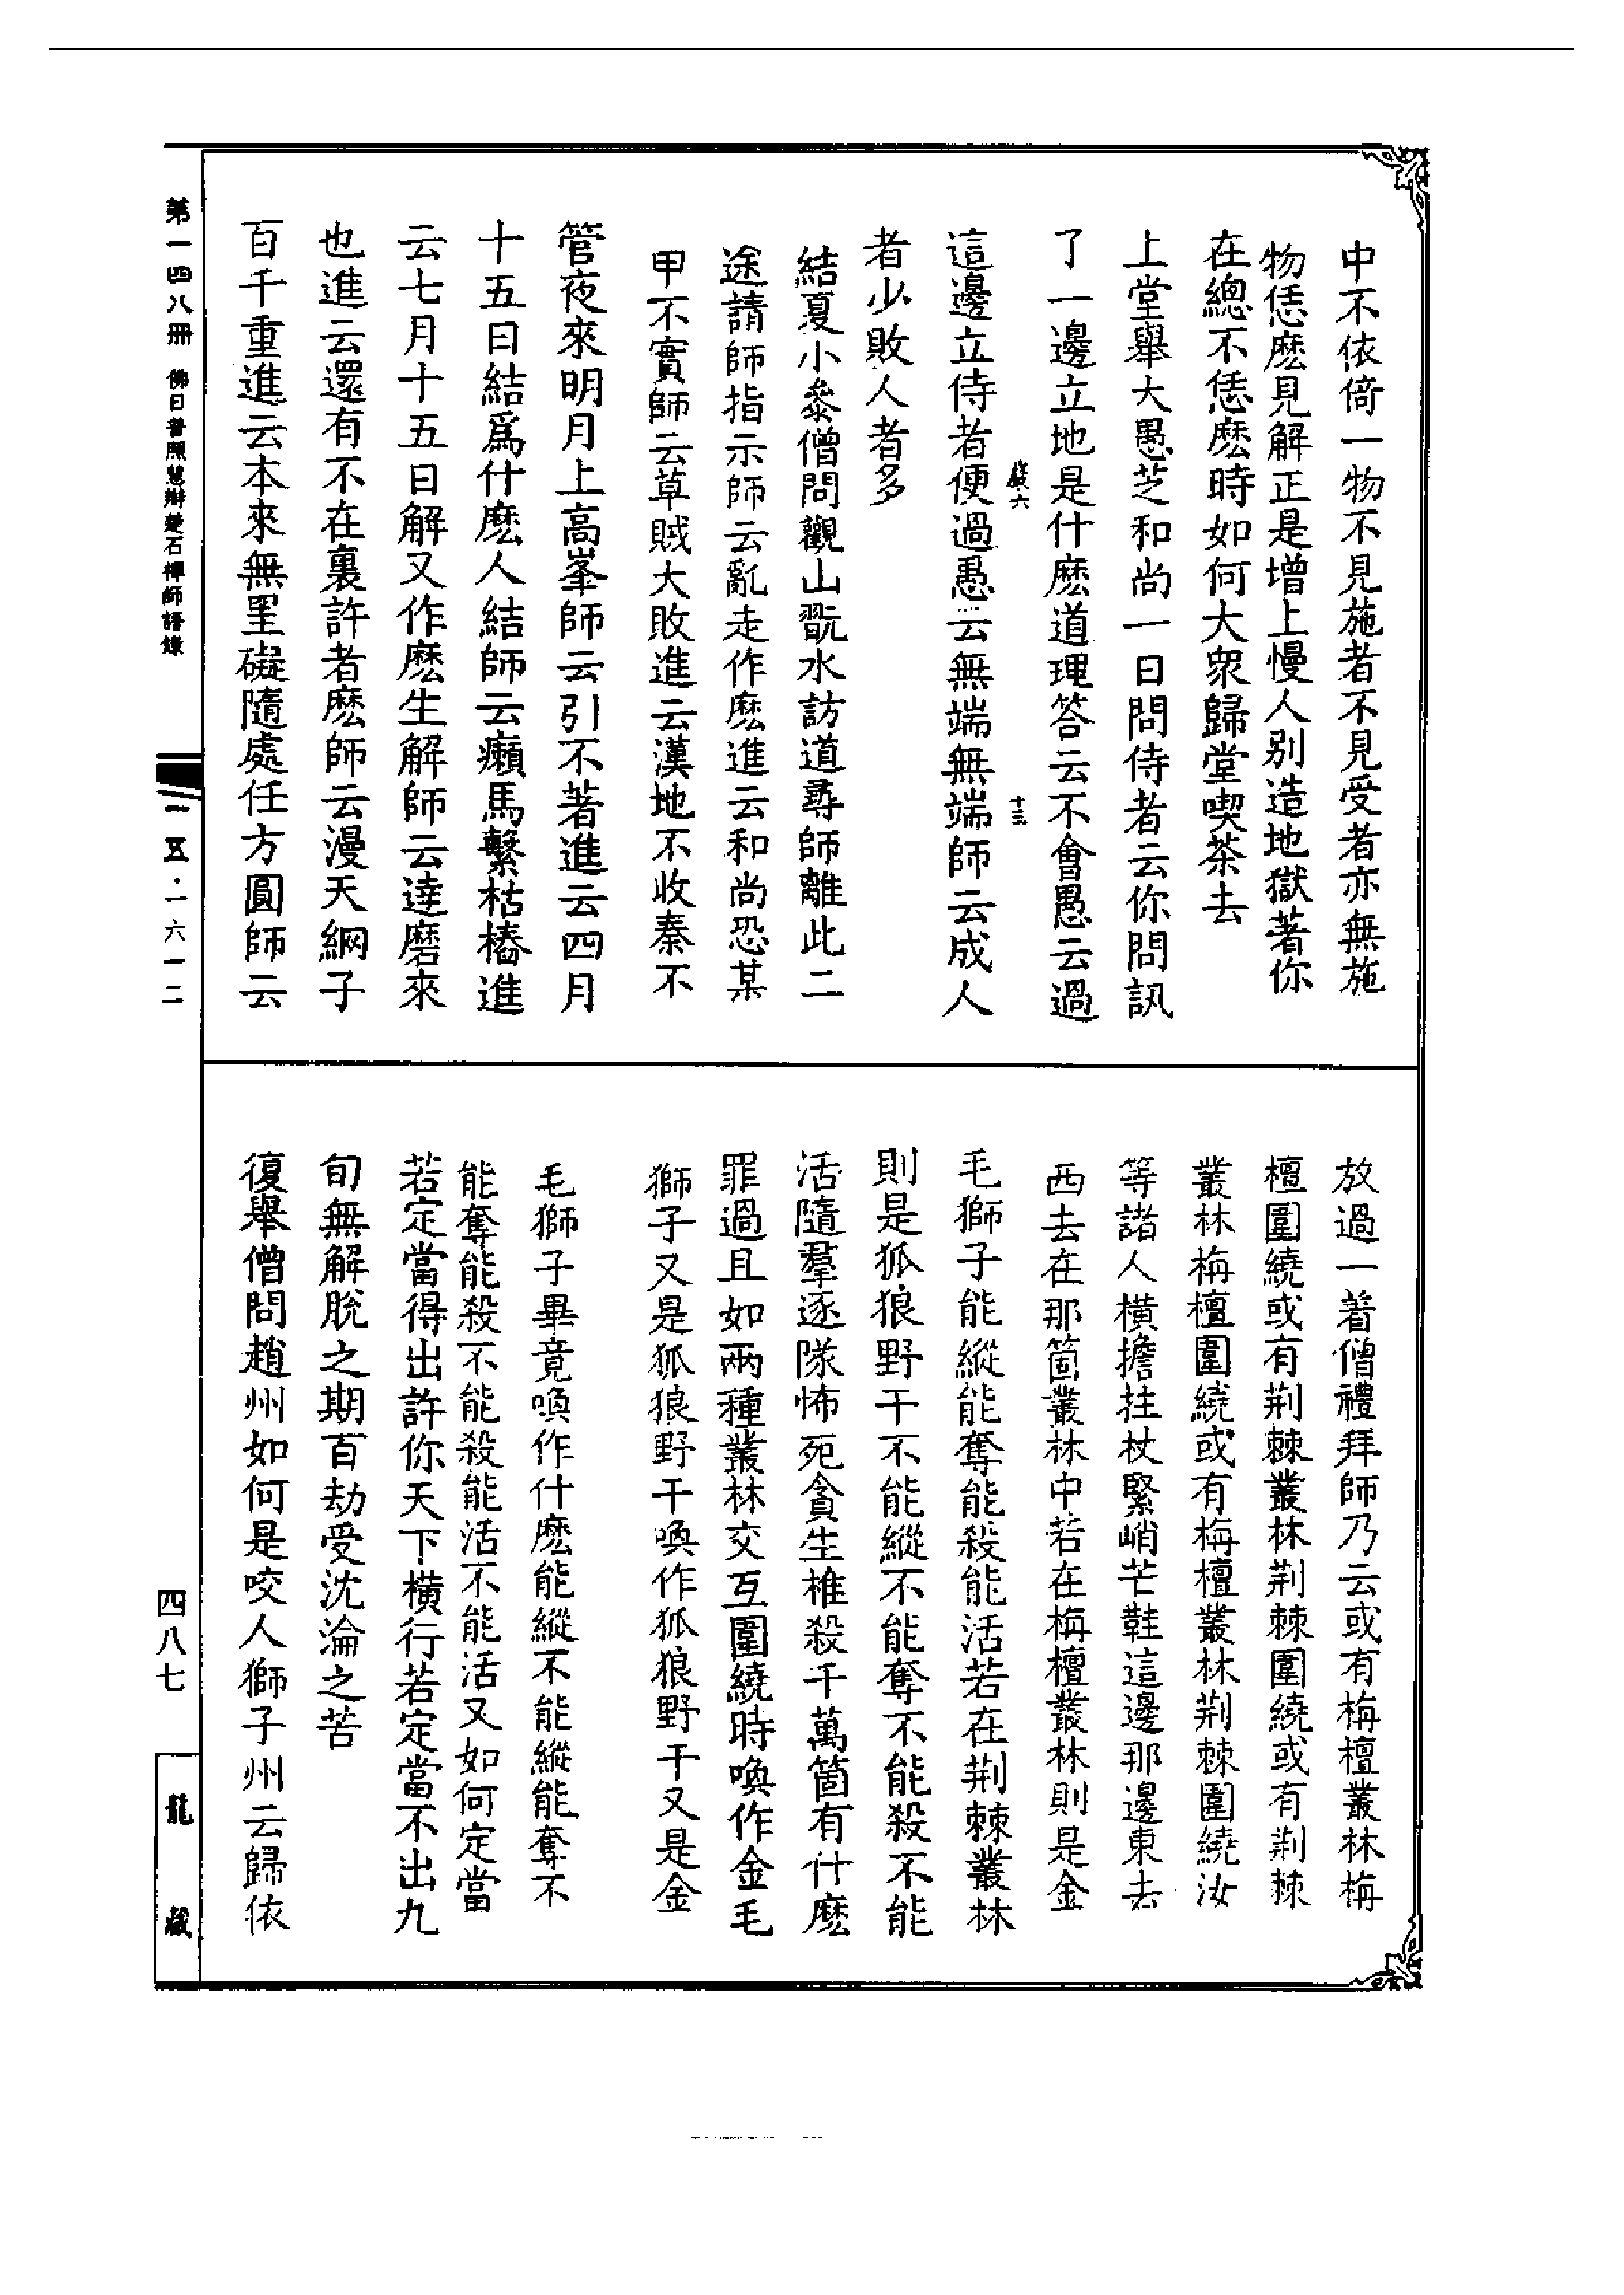 中不依倚一物不見施者不見受者亦無施
物恁麽見解正是增上慢人别造地獄著你
在總不恁麽時如何大衆歸堂喫茶去
上堂舉大愚芝和尚一日問侍者云你問訊
了一邊立地是什麽道理答云不會愚云過
十三
這邊立侍者便過愚云無端無端師云成人
者少敗人者多
結夏小參僧問觀山翫水訪道尋師離此二
途請師指示師云亂走作麽進云和尚恐某
甲不實師云草賊大敗進云漢地不收秦不
管夜來明月上高峯師云引不著進云四月
十五日結爲什麽人結師云癩馬繫枯樁進
云七月十五日解又作麽生解師云達磨來
也進云還有不在裏許者麽師云漫天網子
百千重進云本來無罣礙隨處任方圓師云
放過一著僧禮拜師乃云或有栴檀叢林栴
檀圍繞或有荆棘叢林荆棘圍繞或有荆棘
叢林栴檀圍繞或有栴檀叢林荆棘圍繞汝
等諸人橫擔拄杖緊峭芒鞋這邊那邊東去
西去在那箇叢林中若在栴檀叢林則是金
毛獅子能縱能奪能殺能活若在荆棘叢林
則是狐狼野干不能縱不能奪不能殺不能
活隨羣逐隊怖死貪生椎殺千萬箇有什麽
罪過且如兩種叢林交互圍繞時喚作金毛
獅子又是狐狼野干喚作狐狼野干又是金
毛獅子畢竟喚作什麽能縱不能縱能奪不
能奪能殺不能殺能活不能活又如何定當
若定當得出許你天下橫行若定當不出九
旬無解脫之期百劫受沈淪之苦
復舉僧問趙州如何是咬人獅子州云歸依
第一四八冊 佛日普照慧辯楚石禪師語錄
一五·一六一二
四八七
龍藏